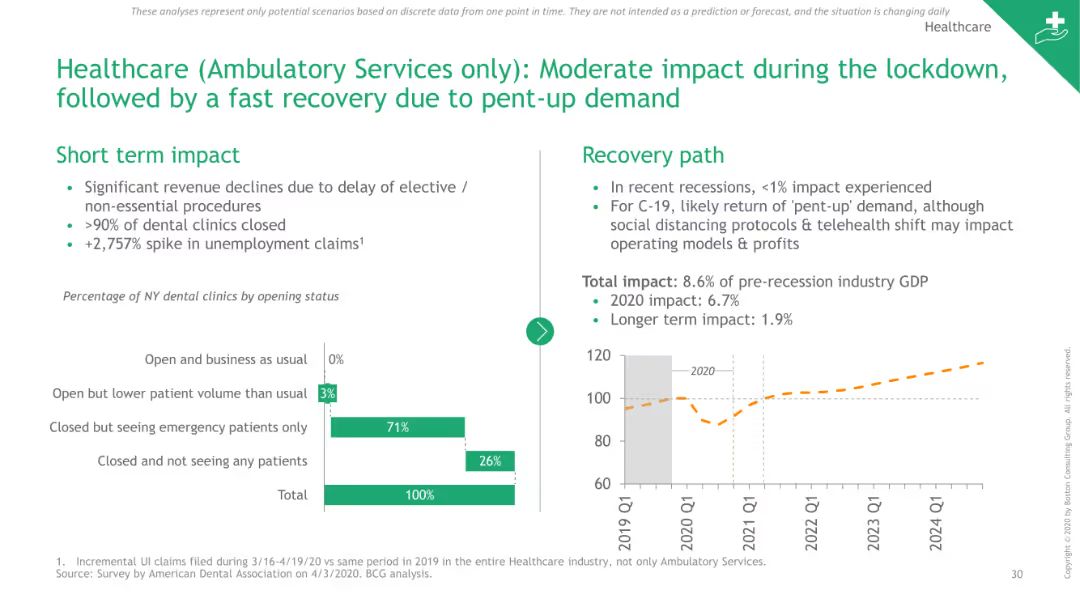 These analyses represent only potential scenarios based on discrete data from one point in time. They are not intended as a prediction or forecast, and the situation is changing daily
Healthcare
Healthcare (Ambulatory Services only): Moderate impact during the lockdown,
followed by a fast recovery due to pent-up demand
Short term impact
• Significant revenue declines due to delay of elective /
non-essential procedures
• >90% of dental clinics closed
• +2,757% spike in unemployment claims1
Percentage of NY dental clinics by opening status
Open and business as usual 0%
Open but lower patient volume than usual 3%
Closed but seeing emergency patients only 71%
Closed and not seeing any patients 26%
Total 100%
Recovery path
• In recent recessions, <1% impact experienced
• For C-19, likely return of 'pent-up' demand, although
social distancing protocols & telehealth shift may impact
operating models & profits
Total impact: 8.6% of pre-recession industry GDP
• 2020 impact: 6.7%
• Longer term impact: 1.9%
120
2020
100
80
60
2019 Q1
2020 Q1
2021 Q1
2022 Q1
2023 Q1
2024 Q1
1. Incremental UI claims filed during 3/16-4/19/20 vs same period in 2019 in the entire Healthcare industry, not only Ambulatory Services.
Source: Survey by American Dental Association on 4/3/2020. BCG analysis.
30
Copyright © 2020 by Boston Consulting Group. All rights reserved.